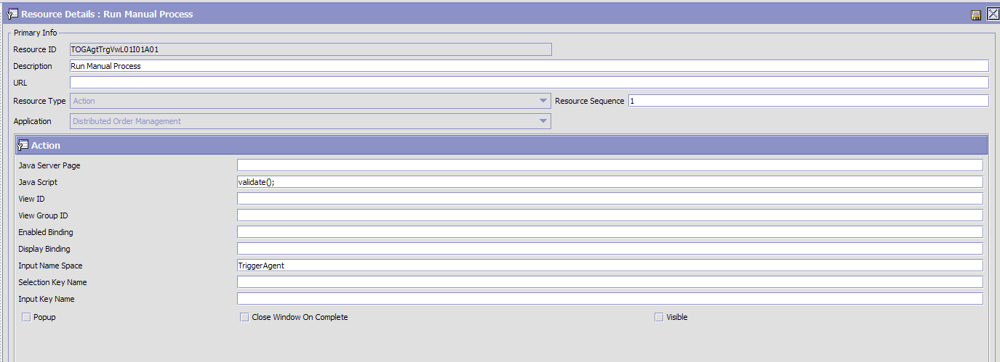 Resource Details : Run Manual Process
Primary Info
Resource ID TOGAgtTrgVwL01I01A01
Description Run Manual Process
URL
Resource Type Action Resource Sequence 1
Application Distributed Order Management
Action
Java Server Page
Java Script validate();
View ID
View Group ID
Enabled Binding
Display Binding
Input Name Space TriggerAgent
Selection Key Name
Input Key Name
Popup Close Window On Complete Visible